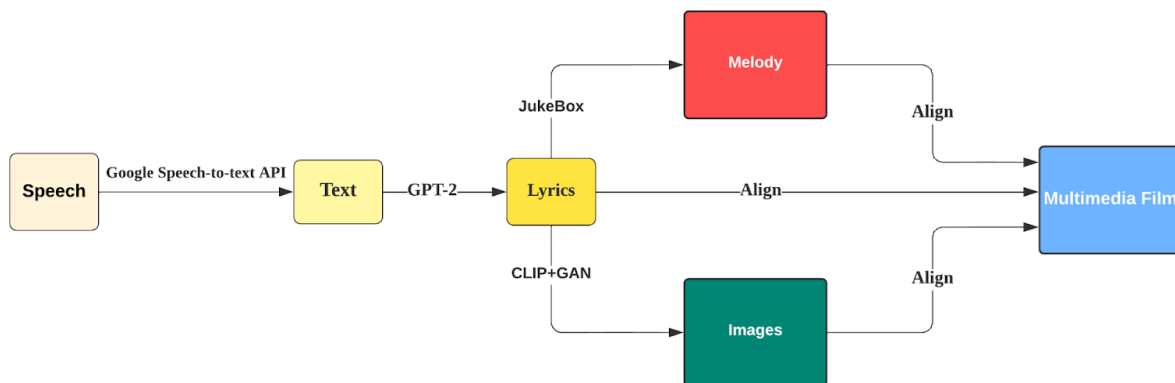 Melody
JukeBox
Align
Speech
Google Speech-to-text API
Text
GPT-2
Lyrics
Align
Multimedia Film
CLIP+GAN
Align
Images